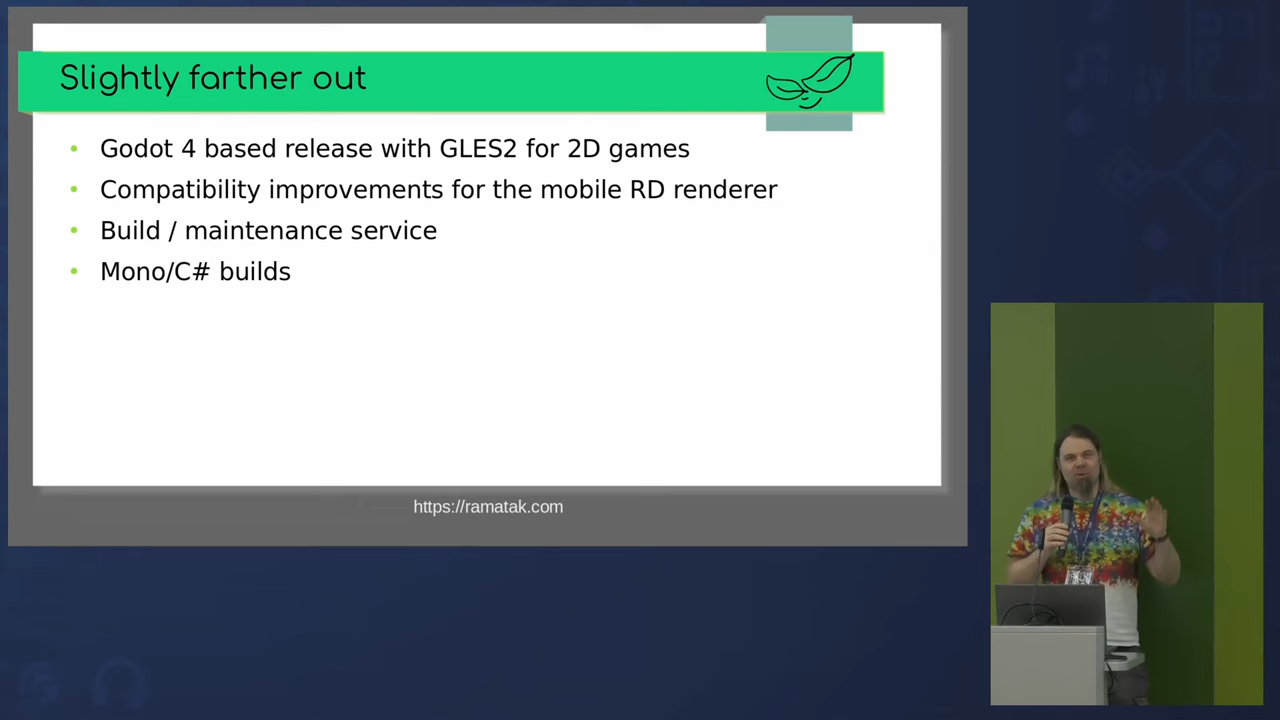 Slightly farther out
Godot 4 based release with GLES2 for 2D games
Compatibility improvements for the mobile RD renderer
Build / maintenance service
Mono/C# builds
https://ramatak.com